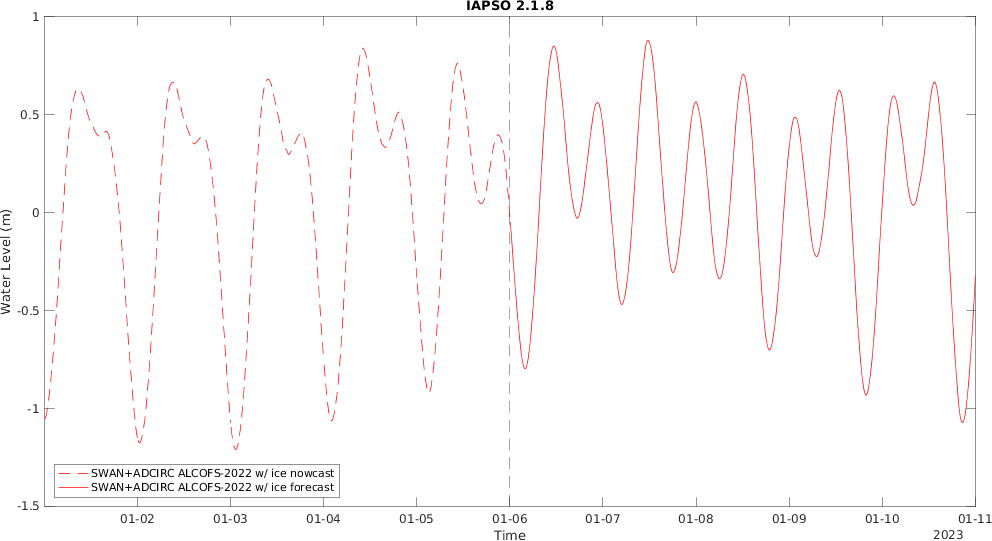 IAPSO 2.1.8
1
0.5
0
-0.5
-1
-1.5
Water Level (m)
SWAN+ADCIRC ALCOFS-2022 w/ ice nowcast
SWAN+ADCIRC ALCOFS-2022 w/ ice forecast
01-02 01-03 01-04 01-05 01-06 01-07 01-08 01-09 01-10 01-11
Time
2023